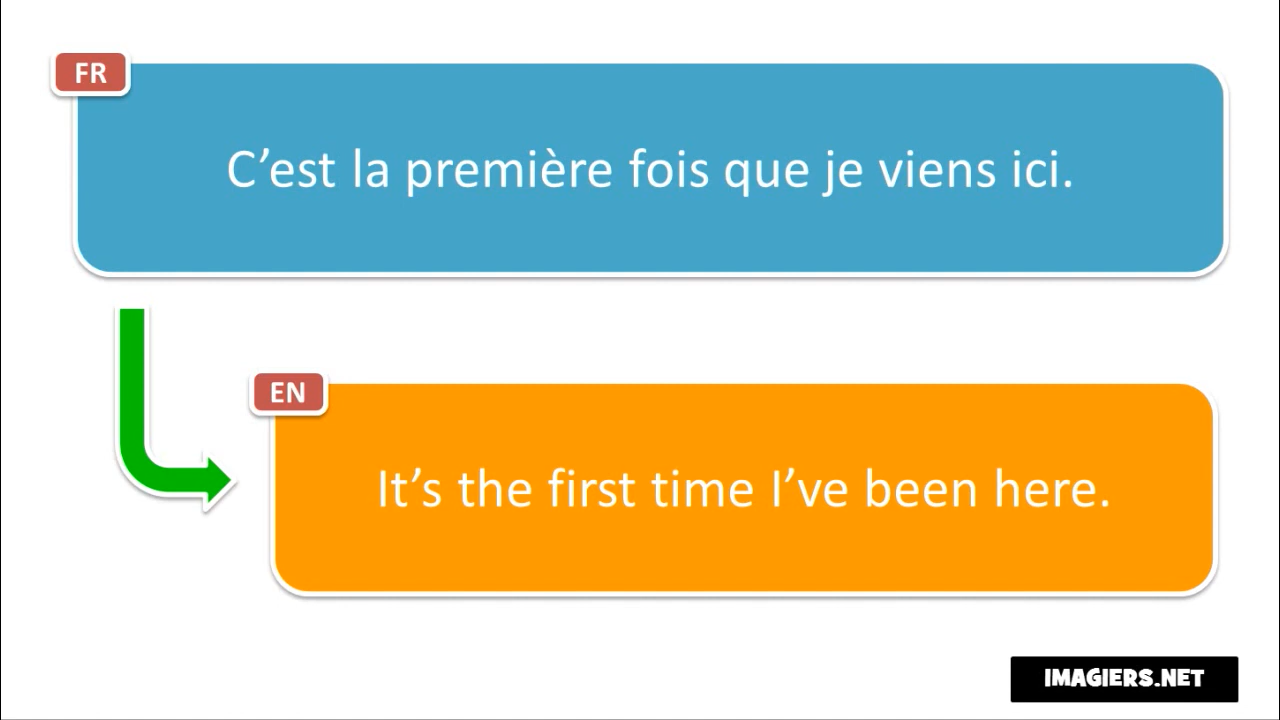 FR
C’est la première fois que je viens ici.
EN
It’s the first time I’ve been here.
IMAGIERS.NET